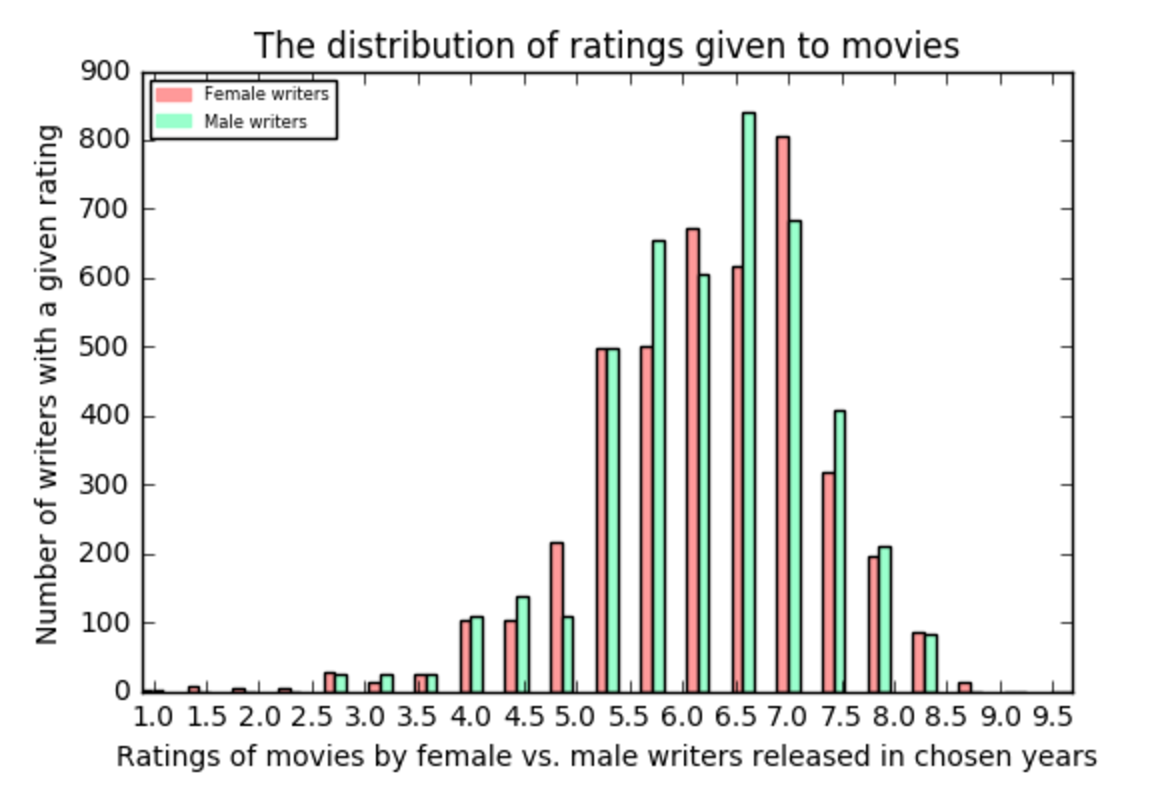 The distribution of ratings given to movies
Female writers
Male writers
Number of writers with a given rating
900
800
700
600
500
400
300
200
100
0
1.0 1.5 2.0 2.5 3.0 3.5 4.0 4.5 5.0 5.5 6.0 6.5 7.0 7.5 8.0 8.5 9.0 9.5
Ratings of movies by female vs. male writers released in chosen years